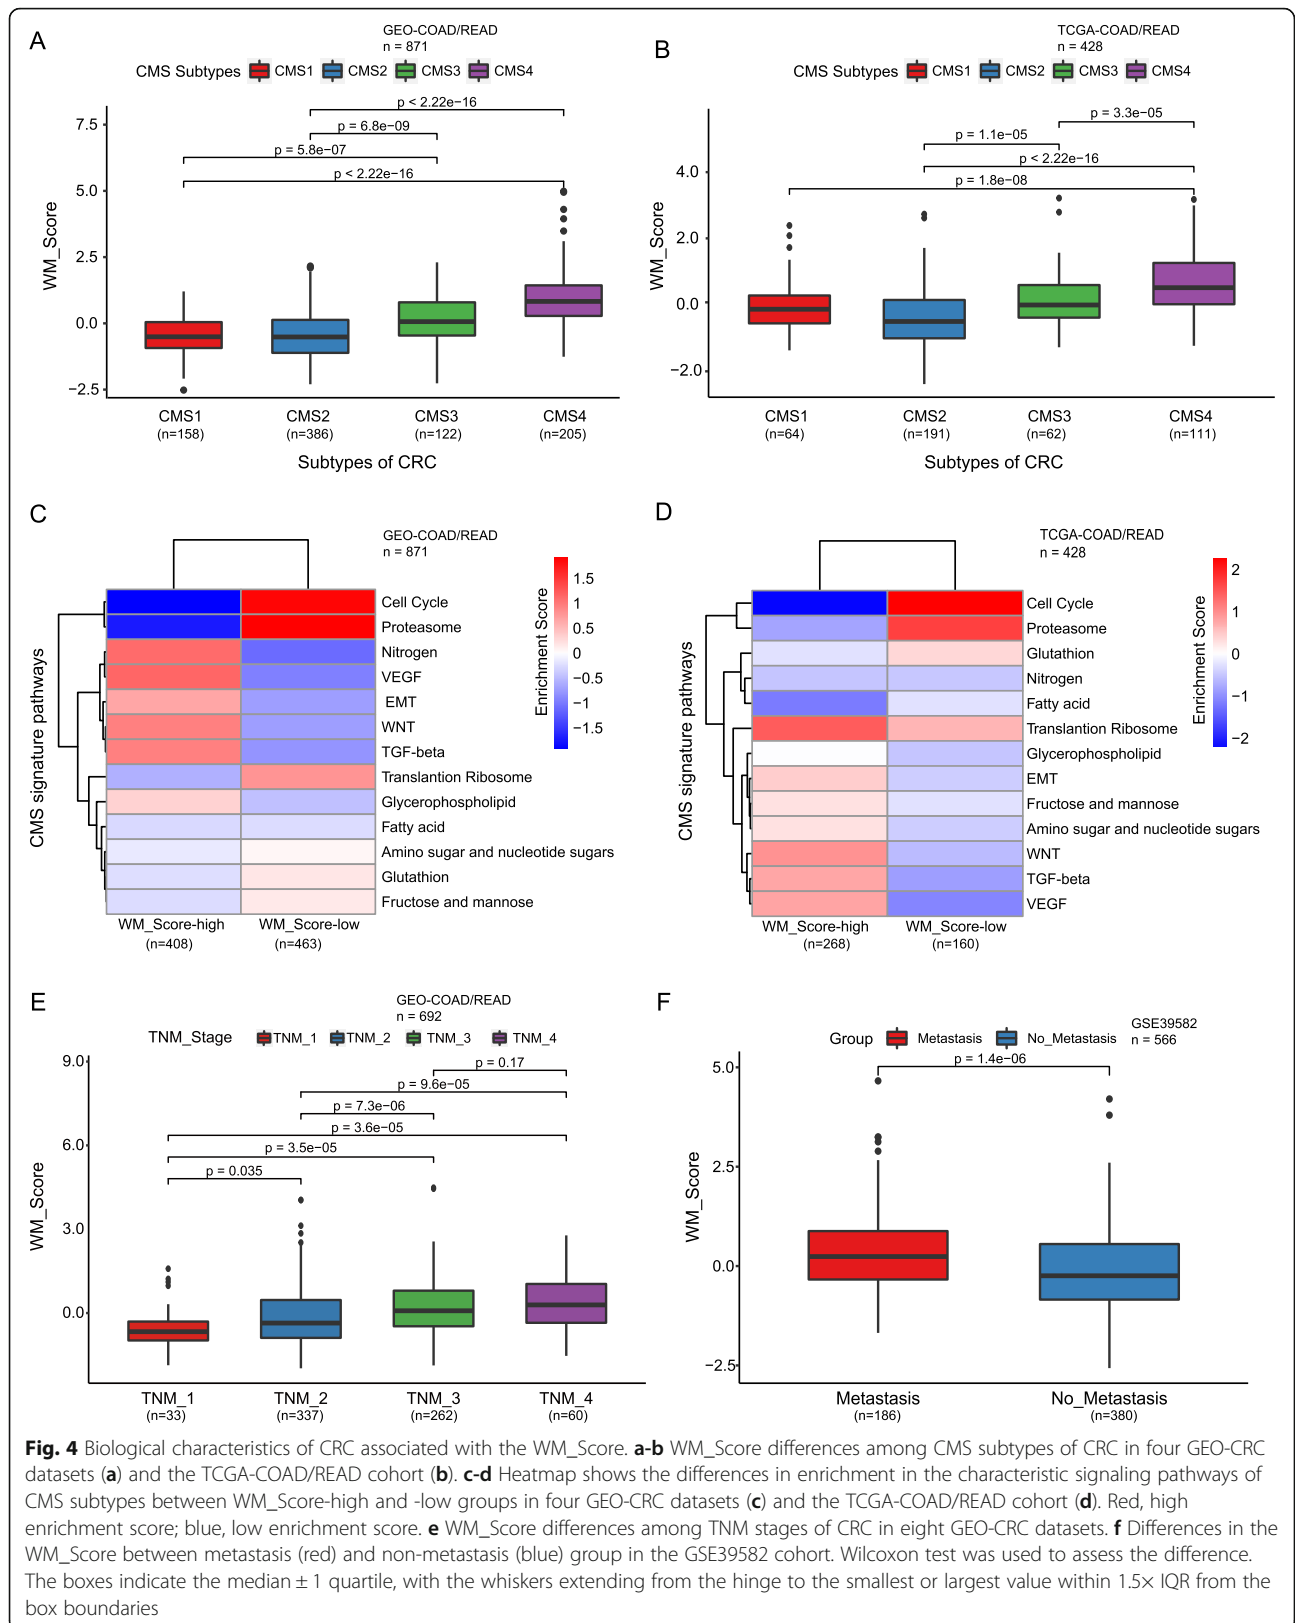 A
GEO-COAD/READ
n = 871
CMS Subtypes CMS1 CMS2 CMS3 CMS4
p < 2.22e−16
p = 6.8e−09
p = 5.8e−07
p < 2.22e−16
7.5
5.0
2.5
0.0
−2.5
WM_Score
CMS1 CMS2 CMS3 CMS4
(n=158) (n=386) (n=122) (n=205)
Subtypes of CRC
B
TCGA-COAD/READ
n = 428
CMS Subtypes CMS1 CMS2 CMS3 CMS4
p = 3.3e−05
p = 1.1e−05
p < 2.22e−16
p = 1.8e−08
4.0
2.0
0.0
−2.0
WM_Score
CMS1 CMS2 CMS3 CMS4
(n=64) (n=191) (n=62) (n=111)
Subtypes of CRC
C
GEO-COAD/READ
n = 871
CMS signature pathways
Cell Cycle
Proteasome
Nitrogen
VEGF
EMT
WNT
TGF-beta
Translantion Ribosome
Glycerophospholipid
Fatty acid
Amino sugar and nucleotide sugars
Glutathion
Fructose and mannose
Enrichment Score
1.5
1
0.5
0
−0.5
−1
−1.5
WM_Score-high WM_Score-low
(n=408) (n=463)
D
TCGA-COAD/READ
n = 428
CMS signature pathways
Cell Cycle
Proteasome
Glutathion
Nitrogen
Fatty acid
Translantion Ribosome
Glycerophospholipid
EMT
Fructose and mannose
Amino sugar and nucleotide sugars
WNT
TGF-beta
VEGF
Enrichment Score
2
1
0
−1
−2
WM_Score-high WM_Score-low
(n=268) (n=160)
E
GEO-COAD/READ
n = 692
TNM_Stage TNM_1 TNM_2 TNM_3 TNM_4
p = 0.17
p = 9.6e−05
p = 7.3e−06
p = 3.6e−05
p = 3.5e−05
p = 0.035
9.0
6.0
3.0
0.0
WM_Score
TNM_1 TNM_2 TNM_3 TNM_4
(n=33) (n=337) (n=262) (n=60)
F
GSE39582
n = 566
Group Metastasis No_Metastasis
p = 1.4e−06
5.0
2.5
0.0
−2.5
WM_Score
Metastasis No_Metastasis
(n=186) (n=380)
Fig. 4 Biological characteristics of CRC associated with the WM_Score. a-b WM_Score differences among CMS subtypes of CRC in four GEO-CRC
datasets (a) and the TCGA-COAD/READ cohort (b). c-d Heatmap shows the differences in enrichment in the characteristic signaling pathways of
CMS subtypes between WM_Score-high and -low groups in four GEO-CRC datasets (c) and the TCGA-COAD/READ cohort (d). Red, high
enrichment score; blue, low enrichment score. e WM_Score differences among TNM stages of CRC in eight GEO-CRC datasets. f Differences in the
WM_Score between metastasis (red) and non-metastasis (blue) group in the GSE39582 cohort. Wilcoxon test was used to assess the difference.
The boxes indicate the median ± 1 quartile, with the whiskers extending from the hinge to the smallest or largest value within 1.5× IQR from the
box boundaries